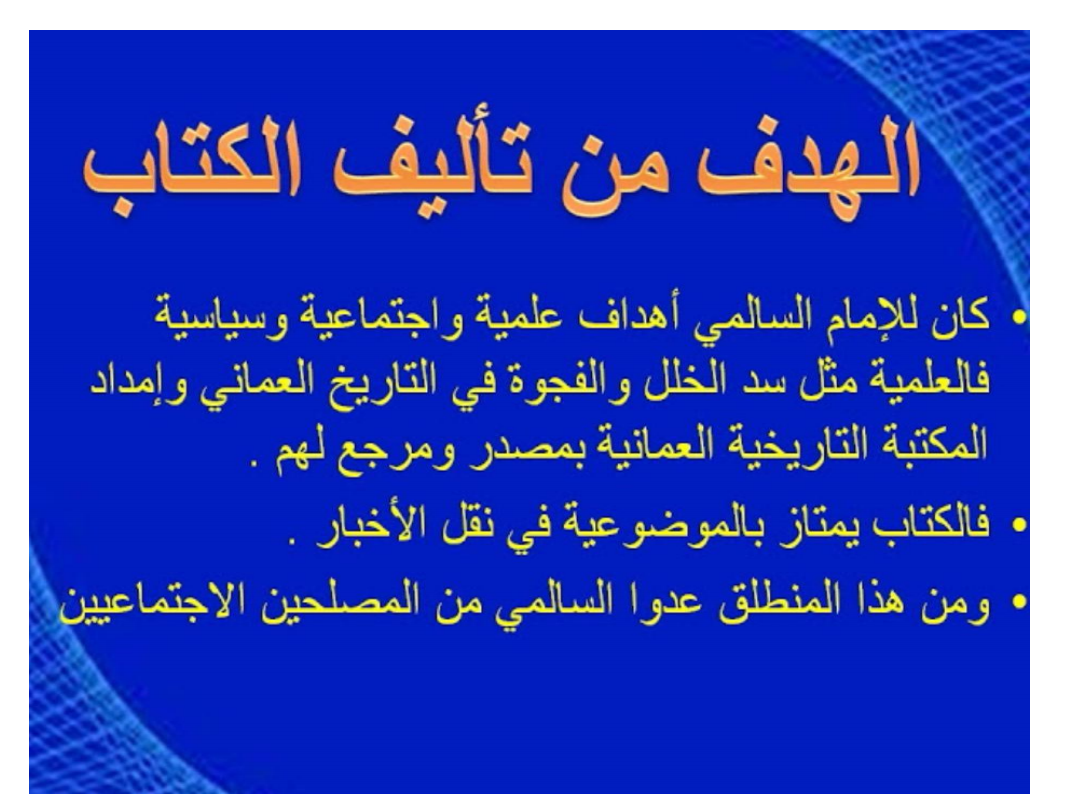 الهدف من تأليف الكتاب
• كان للإمام السالمي أهداف علمية واجتماعية وسياسية
فالعلمية مثل سد الخلل والفجوة في التاريخ العماني وإمداد
المكتبة التاريخية العمانية بمصدر ومرجع لهم .
• فالكتاب يمتاز بالموضوعية في نقل الأخبار .
• ومن هذا المنطلق عدوا السالمي من المصلحين الاجتماعيين